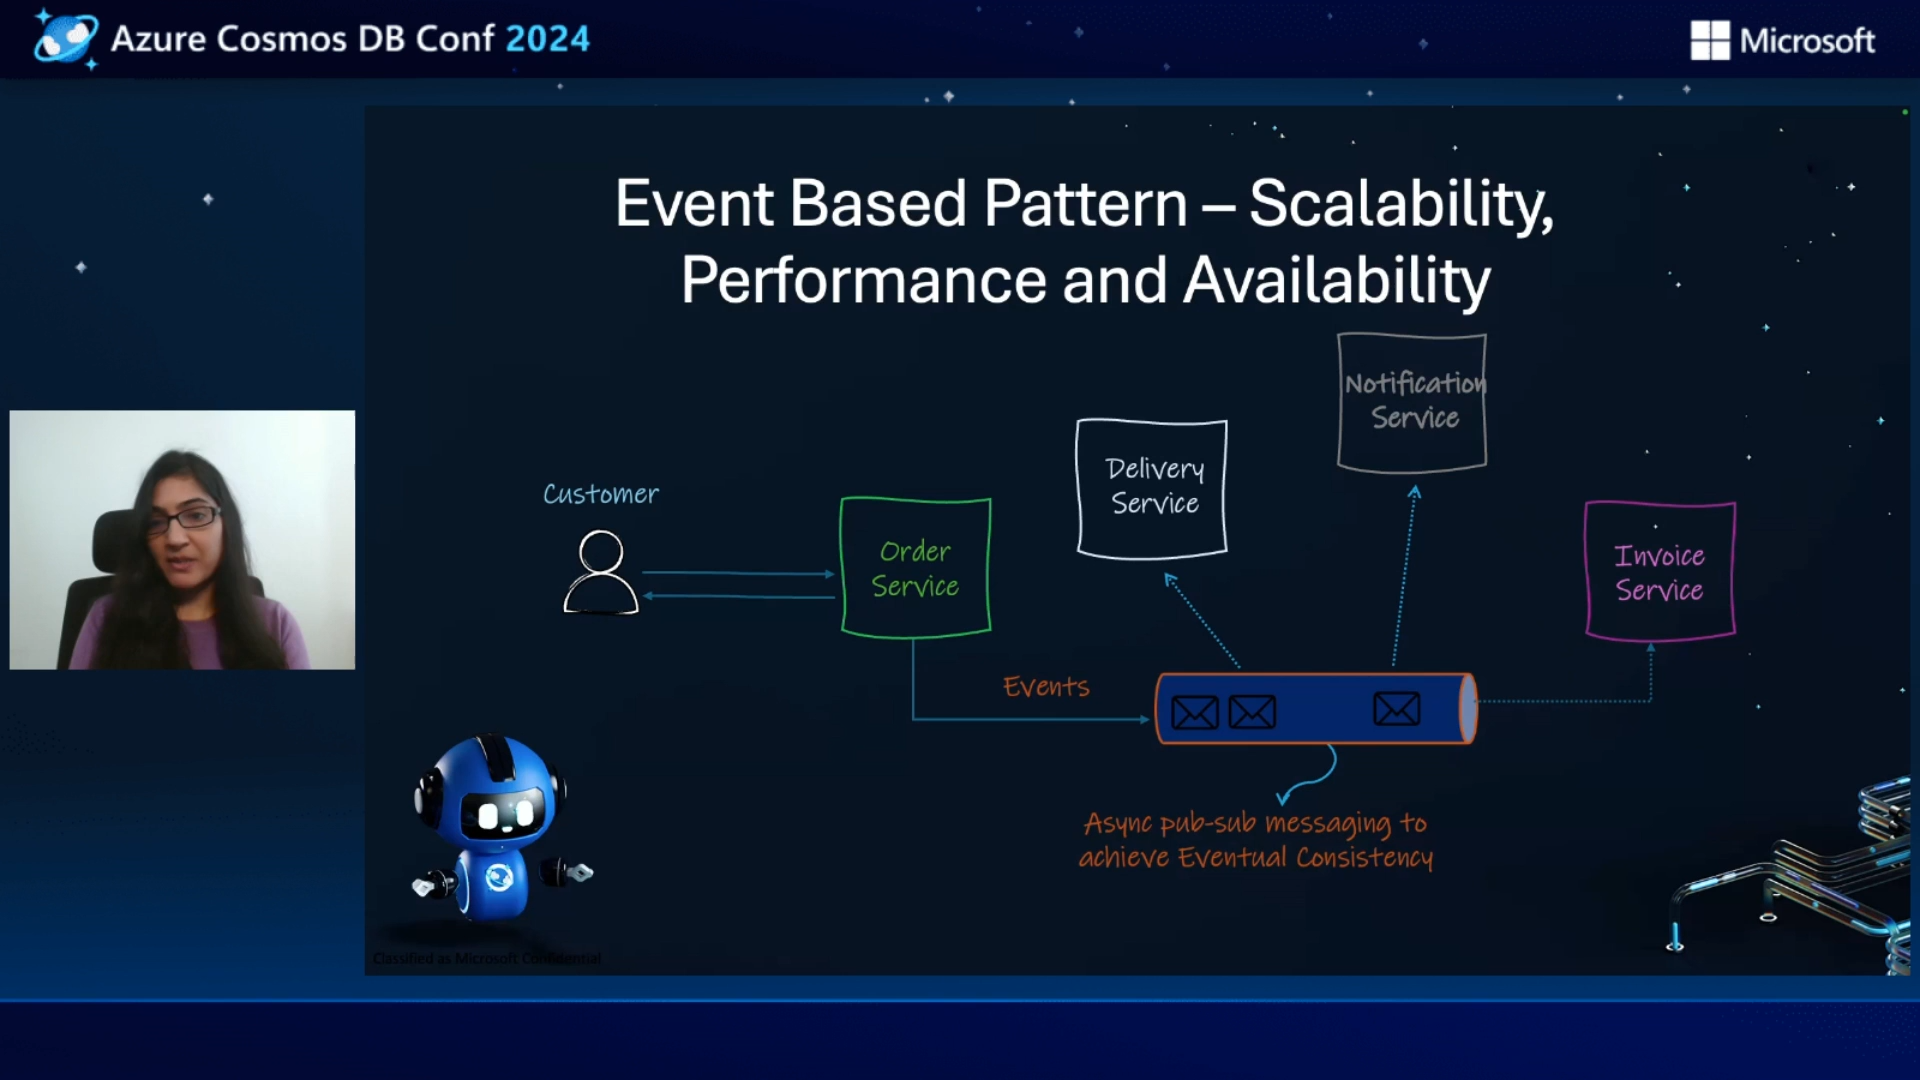 Azure Cosmos DB Conf 2024
Microsoft
Event Based Pattern – Scalability,
Performance and Availability
Notification
Service
Delivery
Service
Customer
Order
Service
Invoice
Service
Events
Async pub-sub messaging to
achieve Eventual Consistency
Classified as Microsoft Confidential